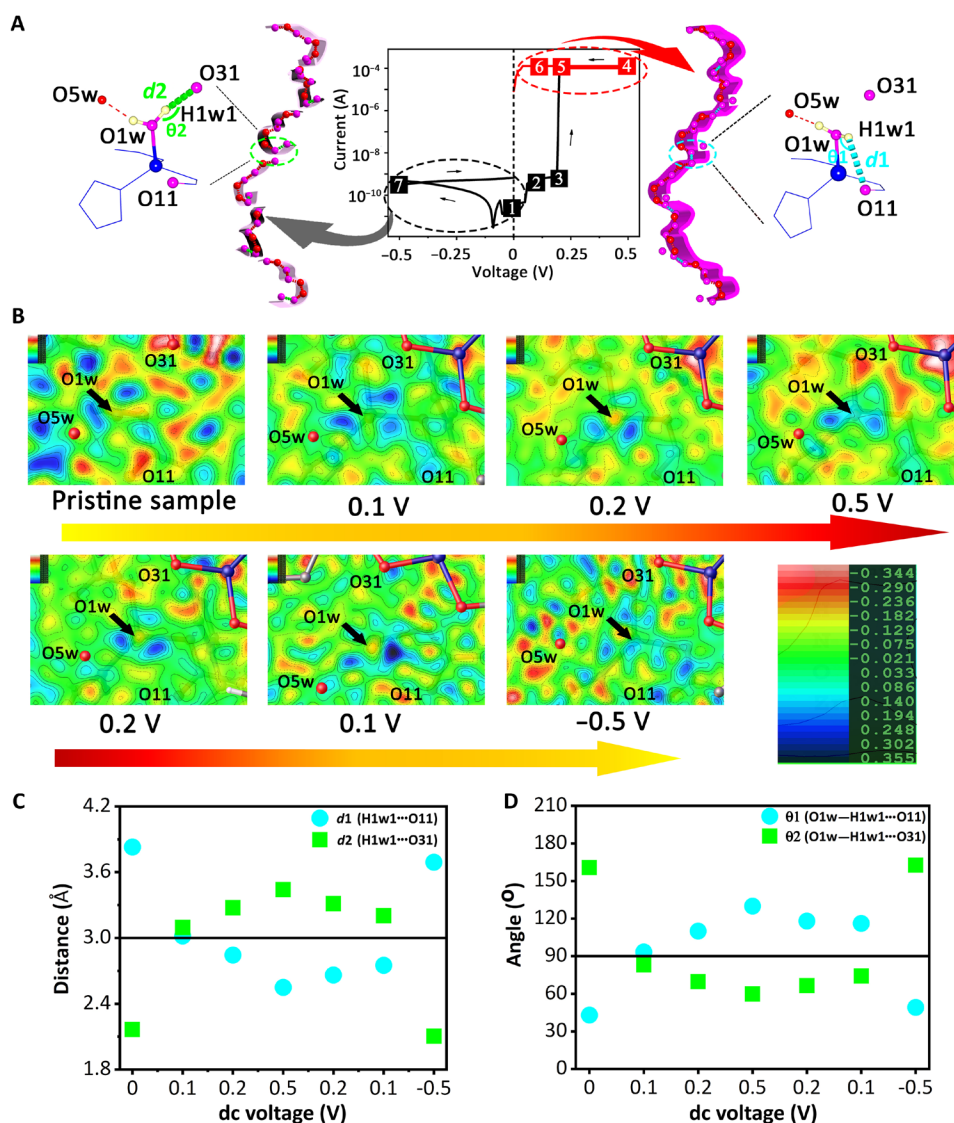 A
O5w
d2
O31
H1w1
θ2
O1w
O11
Current (A)
10⁻⁴
10⁻⁶
10⁻⁸
10⁻¹⁰
6 5 4
7 2 3
1
−0.5 −0.25 0 0.25 0.5
Voltage (V)
O31
O5w
H1w1
O1w
θ1 d1
O11
B
O31
O1w
O5w
O11
Pristine sample
O31
O1w
O5w
O11
0.1 V
O31
O1w
O5w
O11
0.2 V
O31
O1w
O5w
O11
0.5 V
O31
O1w
O5w
O11
0.2 V
O31
O1w
O5w
O11
0.1 V
O31
O1w
O5w
O11
−0.5 V
-0.344
-0.290
-0.236
-0.182
-0.129
-0.075
-0.021
0.033
0.086
0.140
0.194
0.248
0.302
0.355
C
4.2
3.6
3.0
2.4
1.8
Distance (Å)
d1 (H1w1···O11)
d2 (H1w1···O31)
0 0.1 0.2 0.5 0.2 0.1 -0.5
dc voltage (V)
D
210
180
150
120
90
60
30
0
Angle (º)
θ1 (O1w—H1w1···O11)
θ2 (O1w—H1w1···O31)
0 0.1 0.2 0.5 0.2 0.1 -0.5
dc voltage (V)